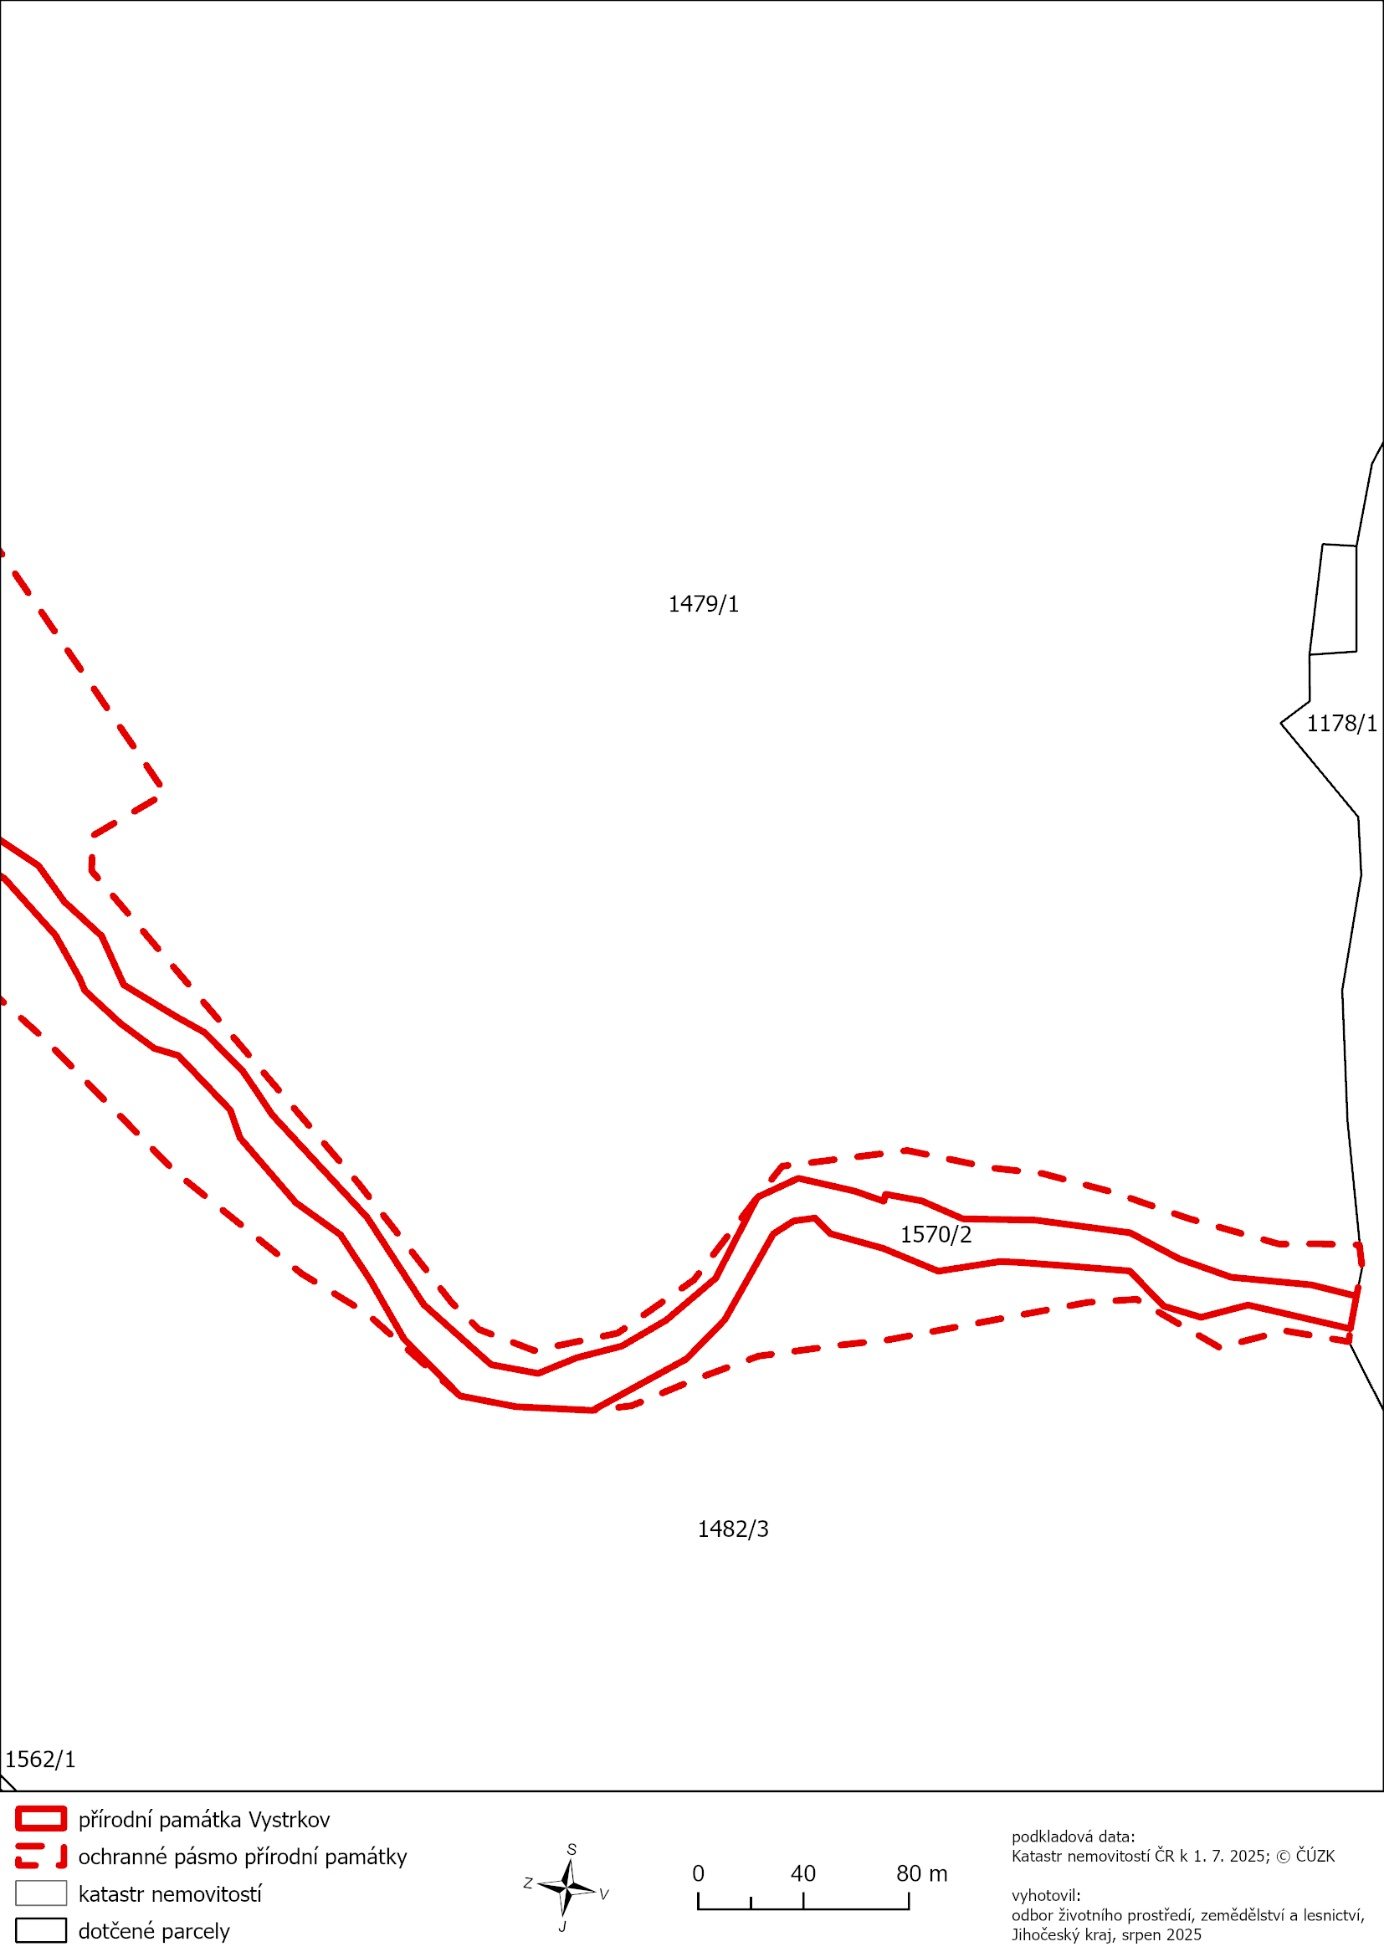 1479/1
1178/1
1570/2
1482/3
1562/1
přírodní památka Vystrkov
ochranné pásmo přírodní památky
katastr nemovitostí
dotčené parcely
S
Z
V
J
0 40 80 m
podkladová data:
Katastr nemovitostí ČR k 1. 7. 2025; © ČÚZK
vyhotovil:
odbor životního prostředí, zemědělství a lesnictví,
Jihočeský kraj, srpen 2025